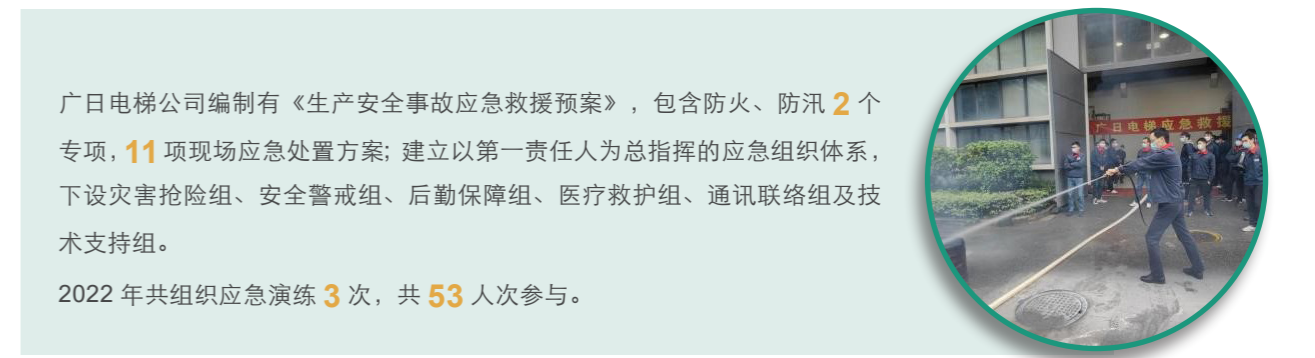 广日电梯公司编制有《生产安全事故应急救援预案》，包含防火、防汛 2 个
专项，11 项现场应急处置方案; 建立以第一责任人为总指挥的应急组织体系，
下设灾害抢险组、安全警戒组、后勤保障组、医疗救护组、通讯联络组及技
术支持组。
2022 年共组织应急演练 3 次，共 53 人次参与。
广日电梯应急救援